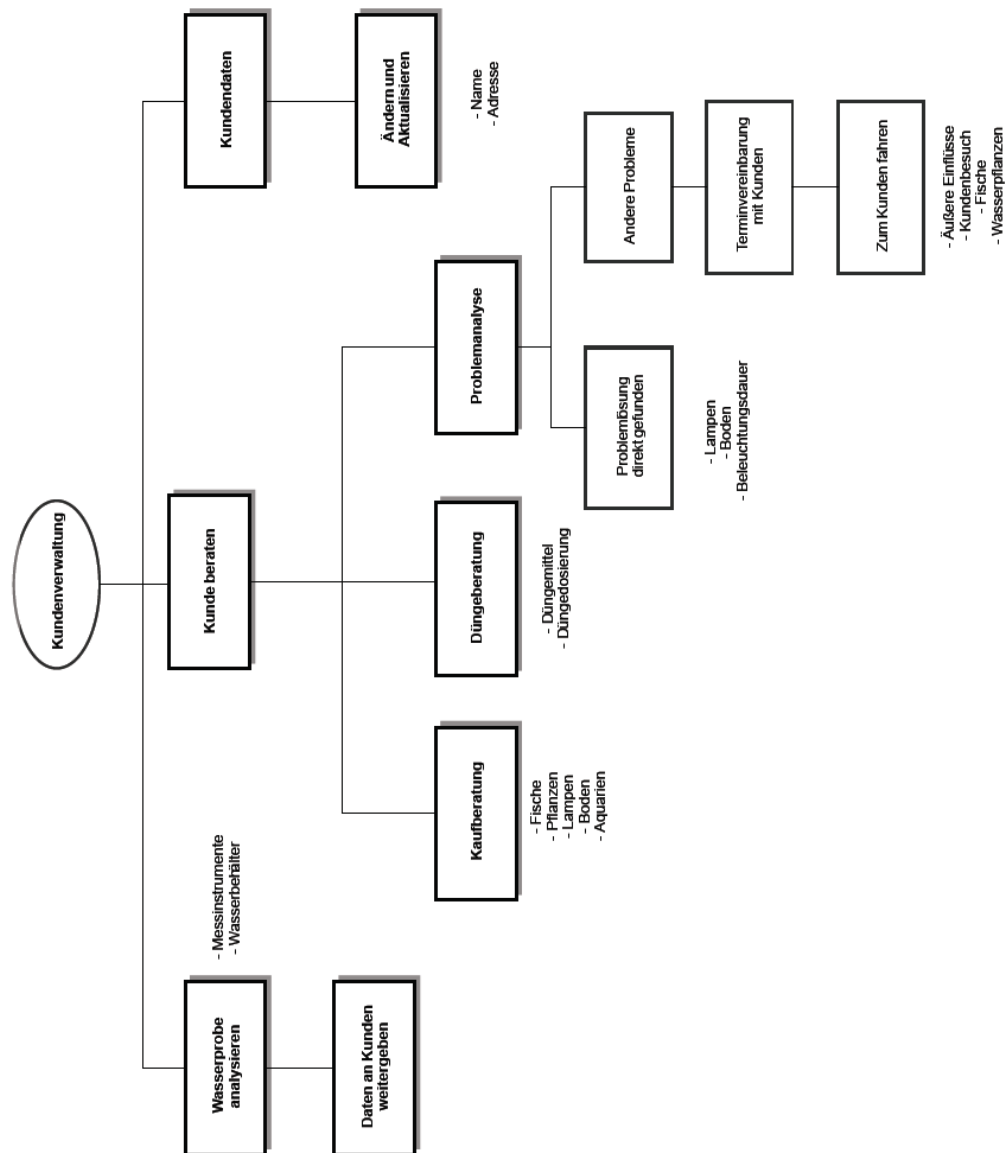 Kundenverwaltung
Wasserprobe
analysieren
- Messinstrumente
- Wasserbehälter
Daten an Kunden
weitergeben
Kunde beraten
Kaufberatung
- Fische
- Pflanzen
- Lampen
- Boden
- Aquarien
Düngeberatung
- Düngemittel
- Düngedosierung
Problemanalyse
Problemlösung
direkt gefunden
- Lampen
- Boden
- Beleuchtungsdauer
Andere Probleme
Terminvereinbarung
mit Kunden
Zum Kunden fahren
- Äußere Einflüsse
- Kundenbesuch
- Fische
- Wasserpflanzen
Kundendaten
Ändern und
Aktualisieren
- Name
- Adresse